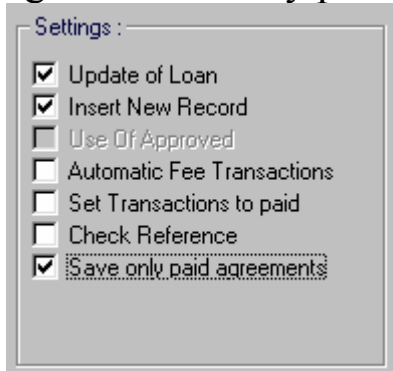 Settings :
Update of Loan
Insert New Record
Use Of Approved
Automatic Fee Transactions
Set Transactions to paid
Check Reference
Save only paid agreements